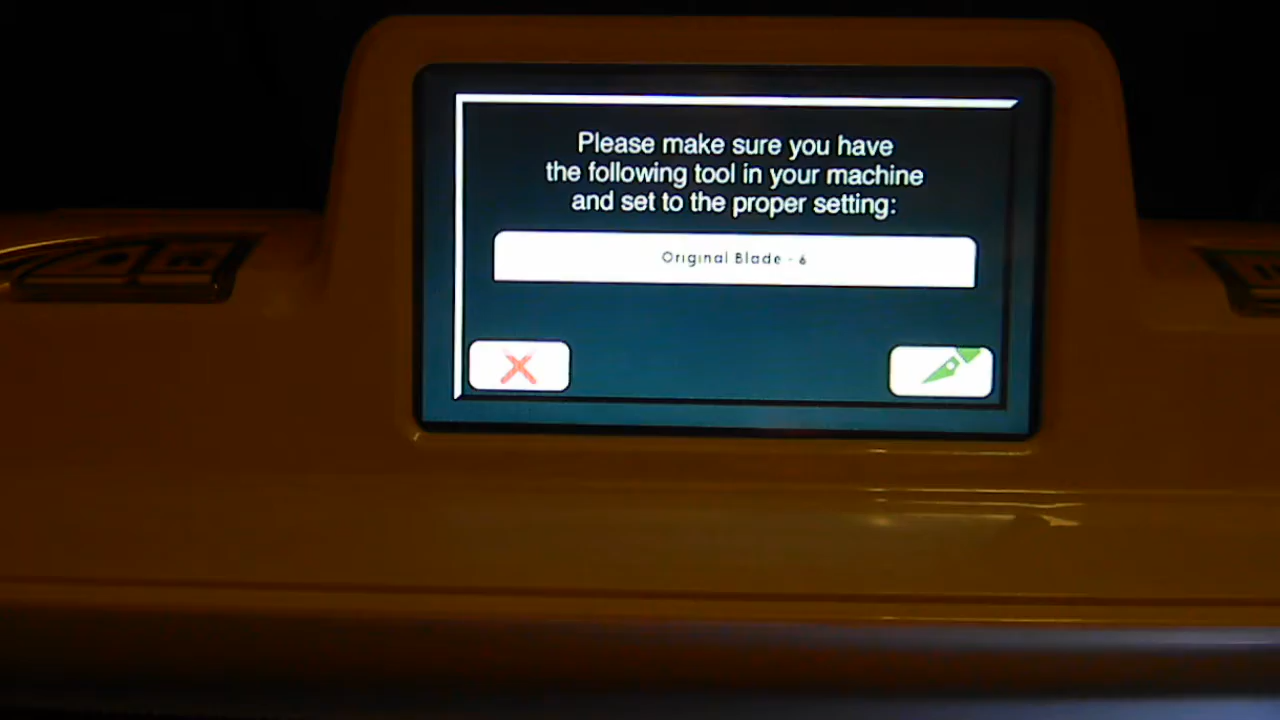 Please make sure you have
the following tool in your machine
and set to the proper setting:
Original Blade - 6